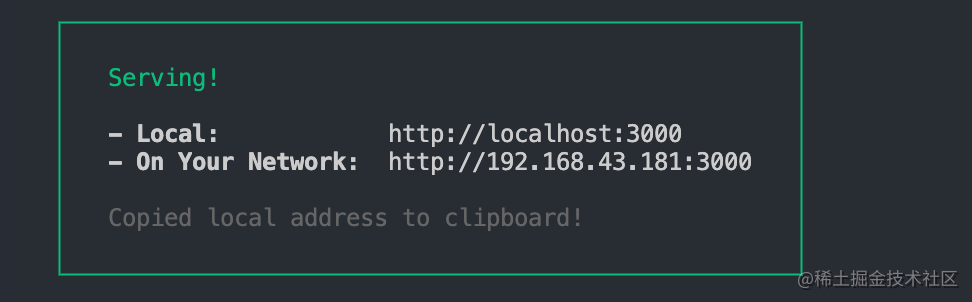 Serving!
- Local: http://localhost:3000
- On Your Network: http://192.168.43.181:3000
Copied local address to clipboard!
@稀土掘金技术社区